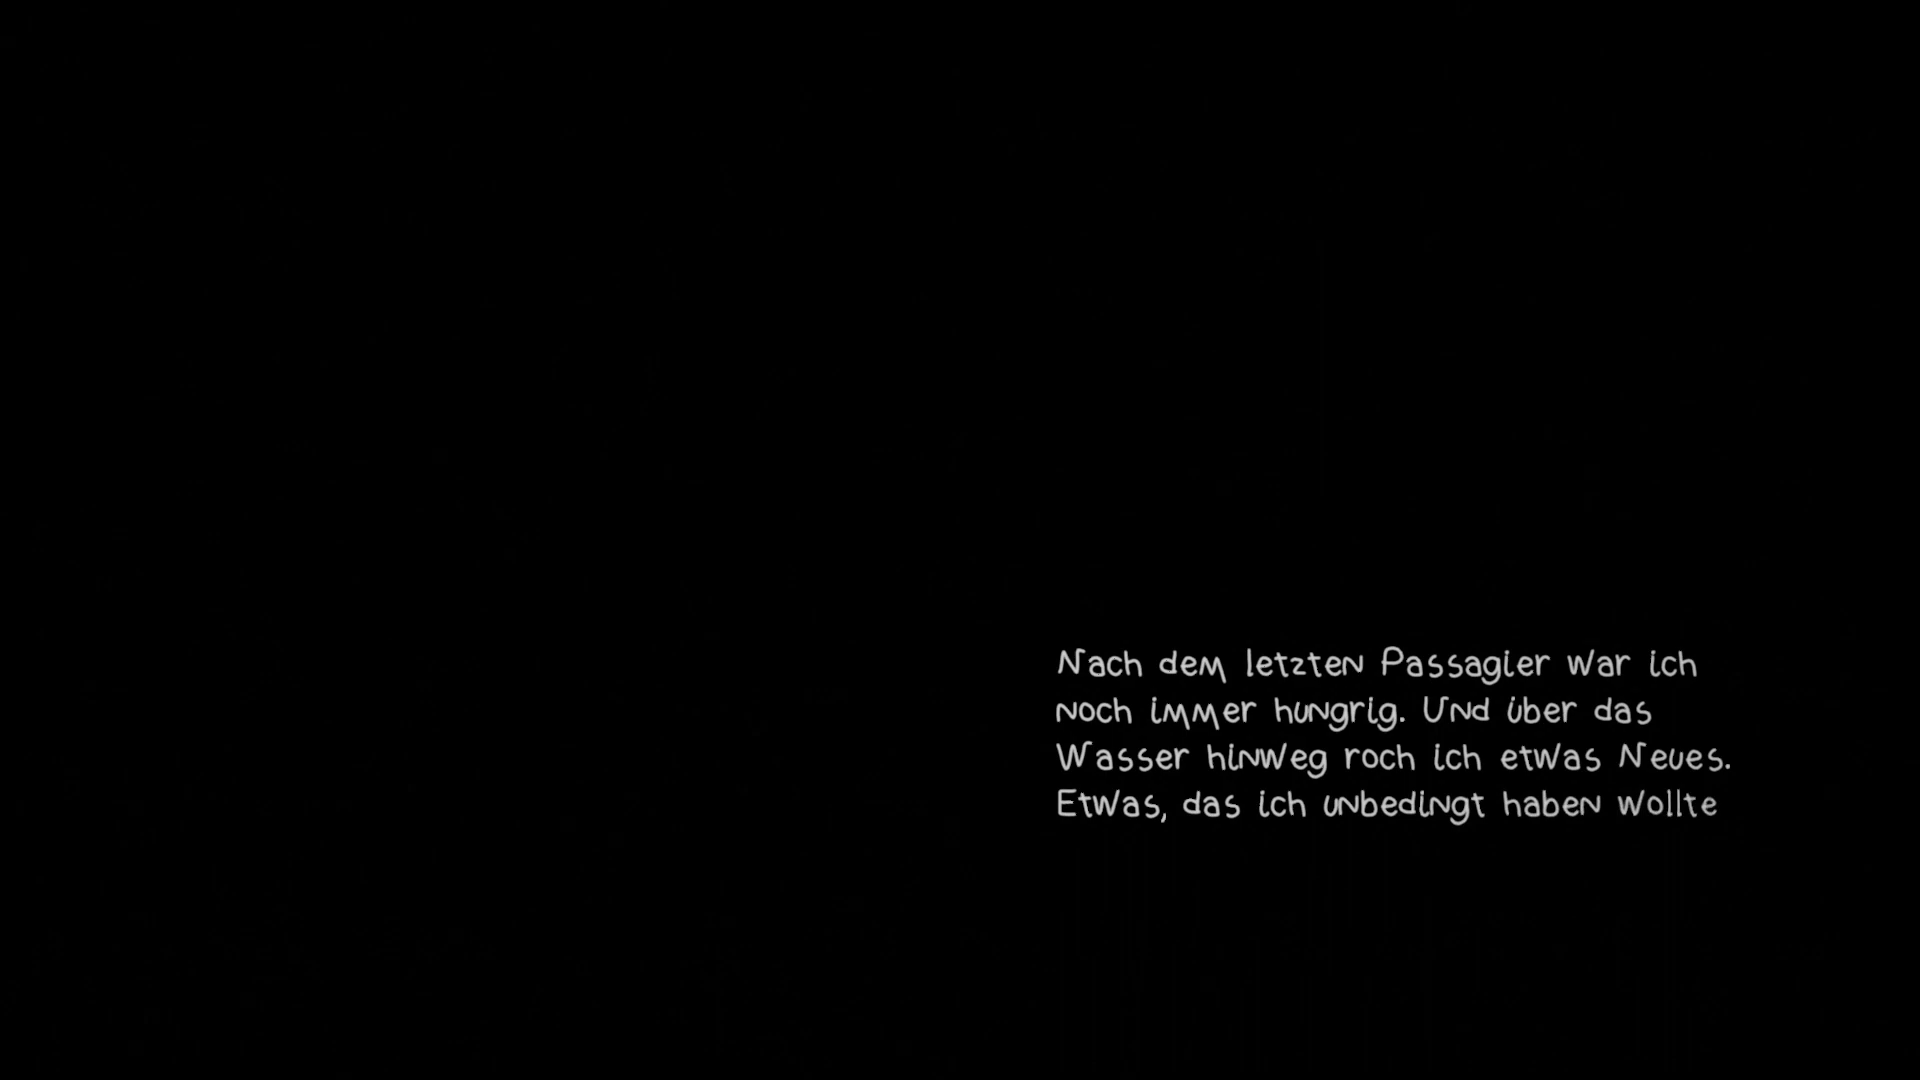 Nach dem letzten Passagier war ich
noch immer hungrig. Und über das
Wasser hinweg roch ich etwas Neues.
Etwas, das ich unbedingt haben wollte